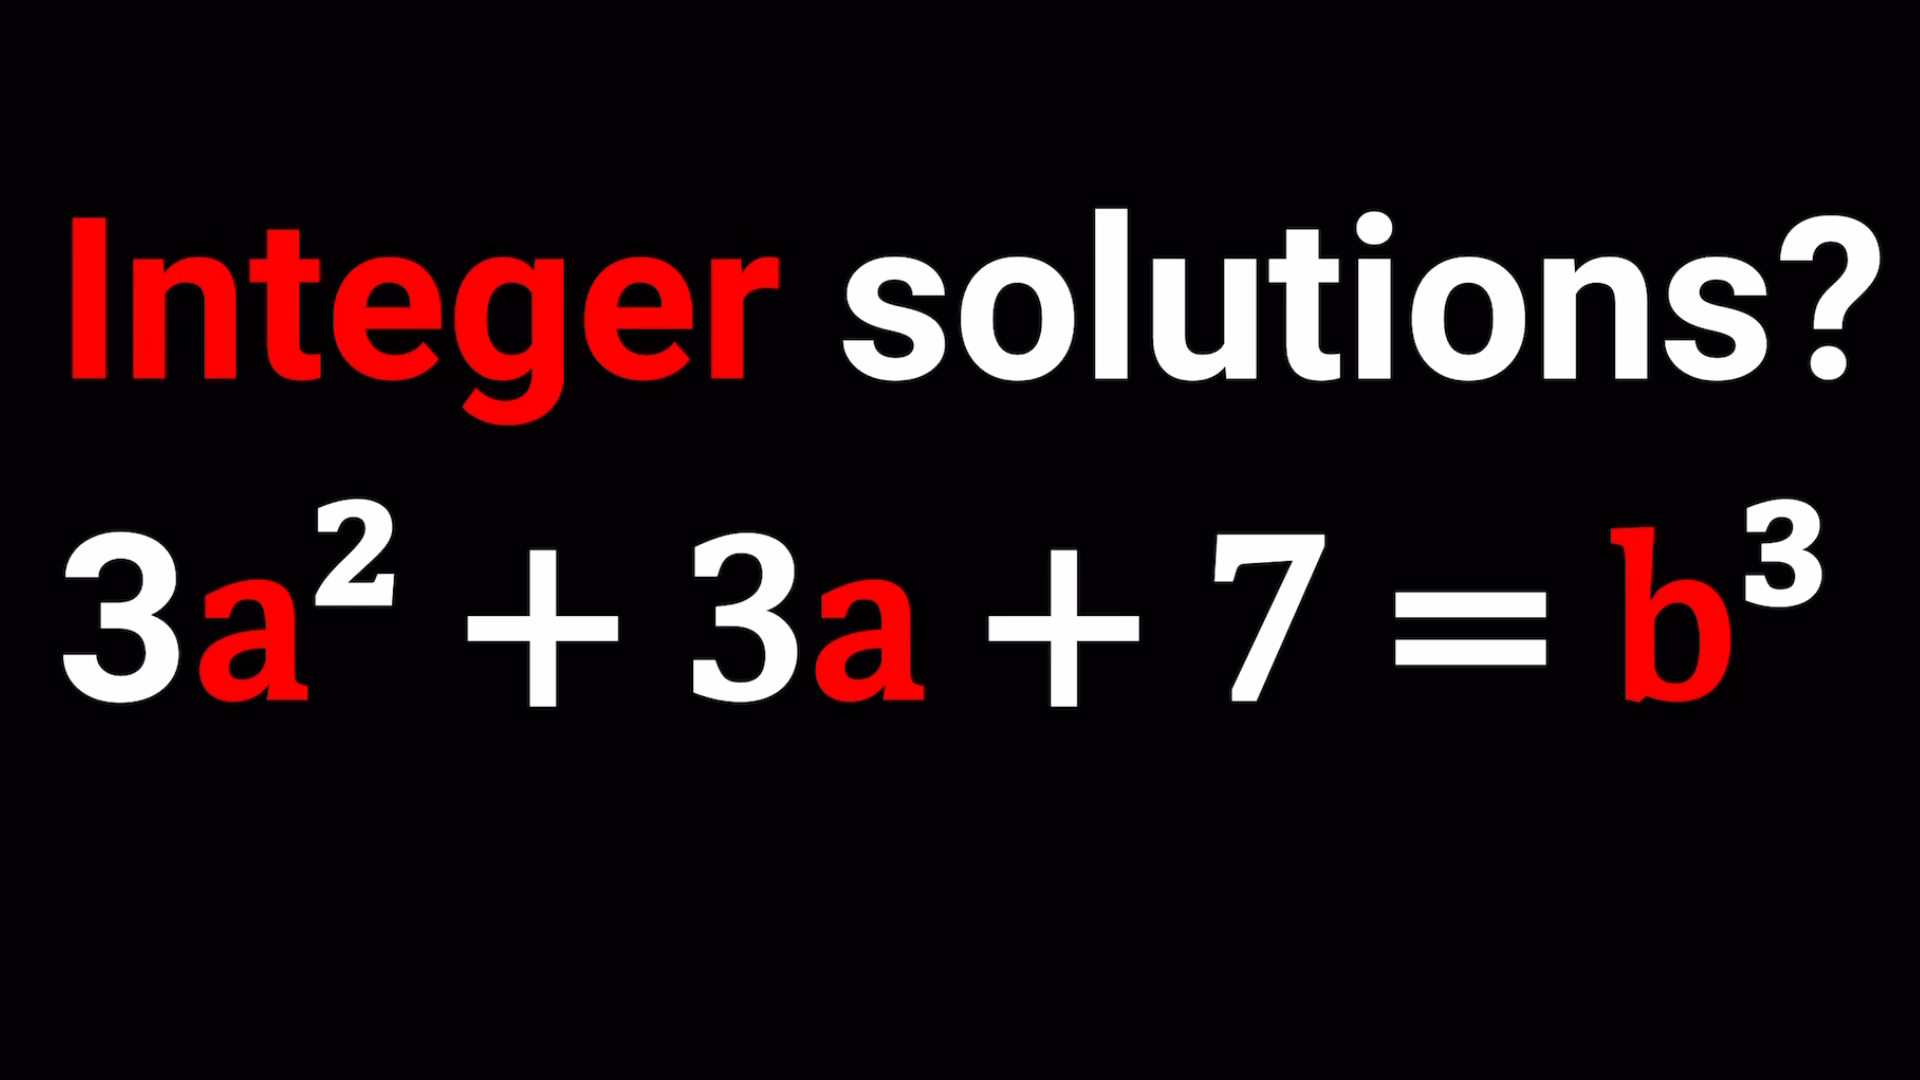 Integer solutions?
3a² + 3a + 7 = b³